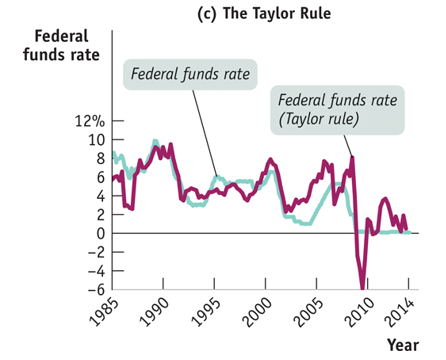 (c) The Taylor Rule
Federal
funds rate
Federal funds rate
Federal funds rate
(Taylor rule)
12%
10
8
6
4
2
0
–2
–4
–6
1985
1990
1995
2000
2005
2010
2014
Year